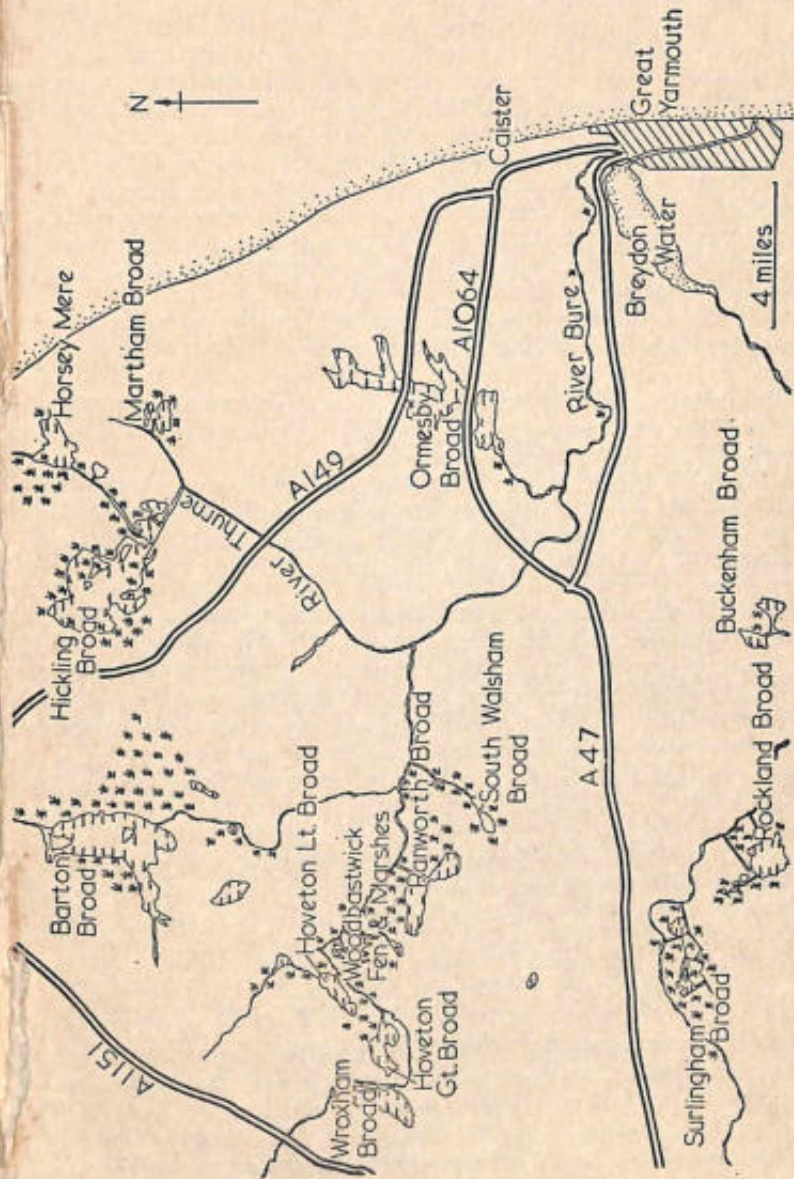 N
Horsey Mere
Martham Broad
Hickling
Broad
A149
River Thurne
Caister
Great
Yarmouth
A1064
Ormesby
Broad
River Bure
Breydon
Water
4 miles
Barton
Broad
A1151
Hoveton Lt. Broad
Woodbastwick
Fen & Marshes
Ranworth Broad
South Walsham
Broad
Wroxham
Broad
Hoveton
Gt. Broad
A47
Buckenham Broad
Rockland Broad
Surlingham
Broad